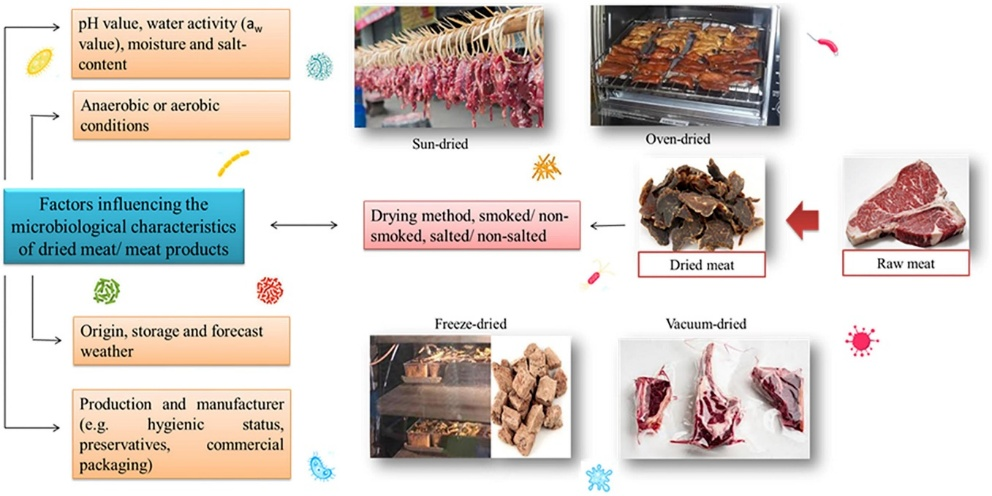 pH value, water activity (aw
value), moisture and salt-
content
Anaerobic or aerobic
conditions
Factors influencing the
microbiological characteristics
of dried meat/ meat products
Origin, storage and forecast
weather
Production and manufacturer
(e.g. hygienic status,
preservatives, commercial
packaging)
Sun-dried
Oven-dried
Drying method, smoked/ non-
smoked, salted/ non-salted
Dried meat
Raw meat
Freeze-dried
Vacuum-dried